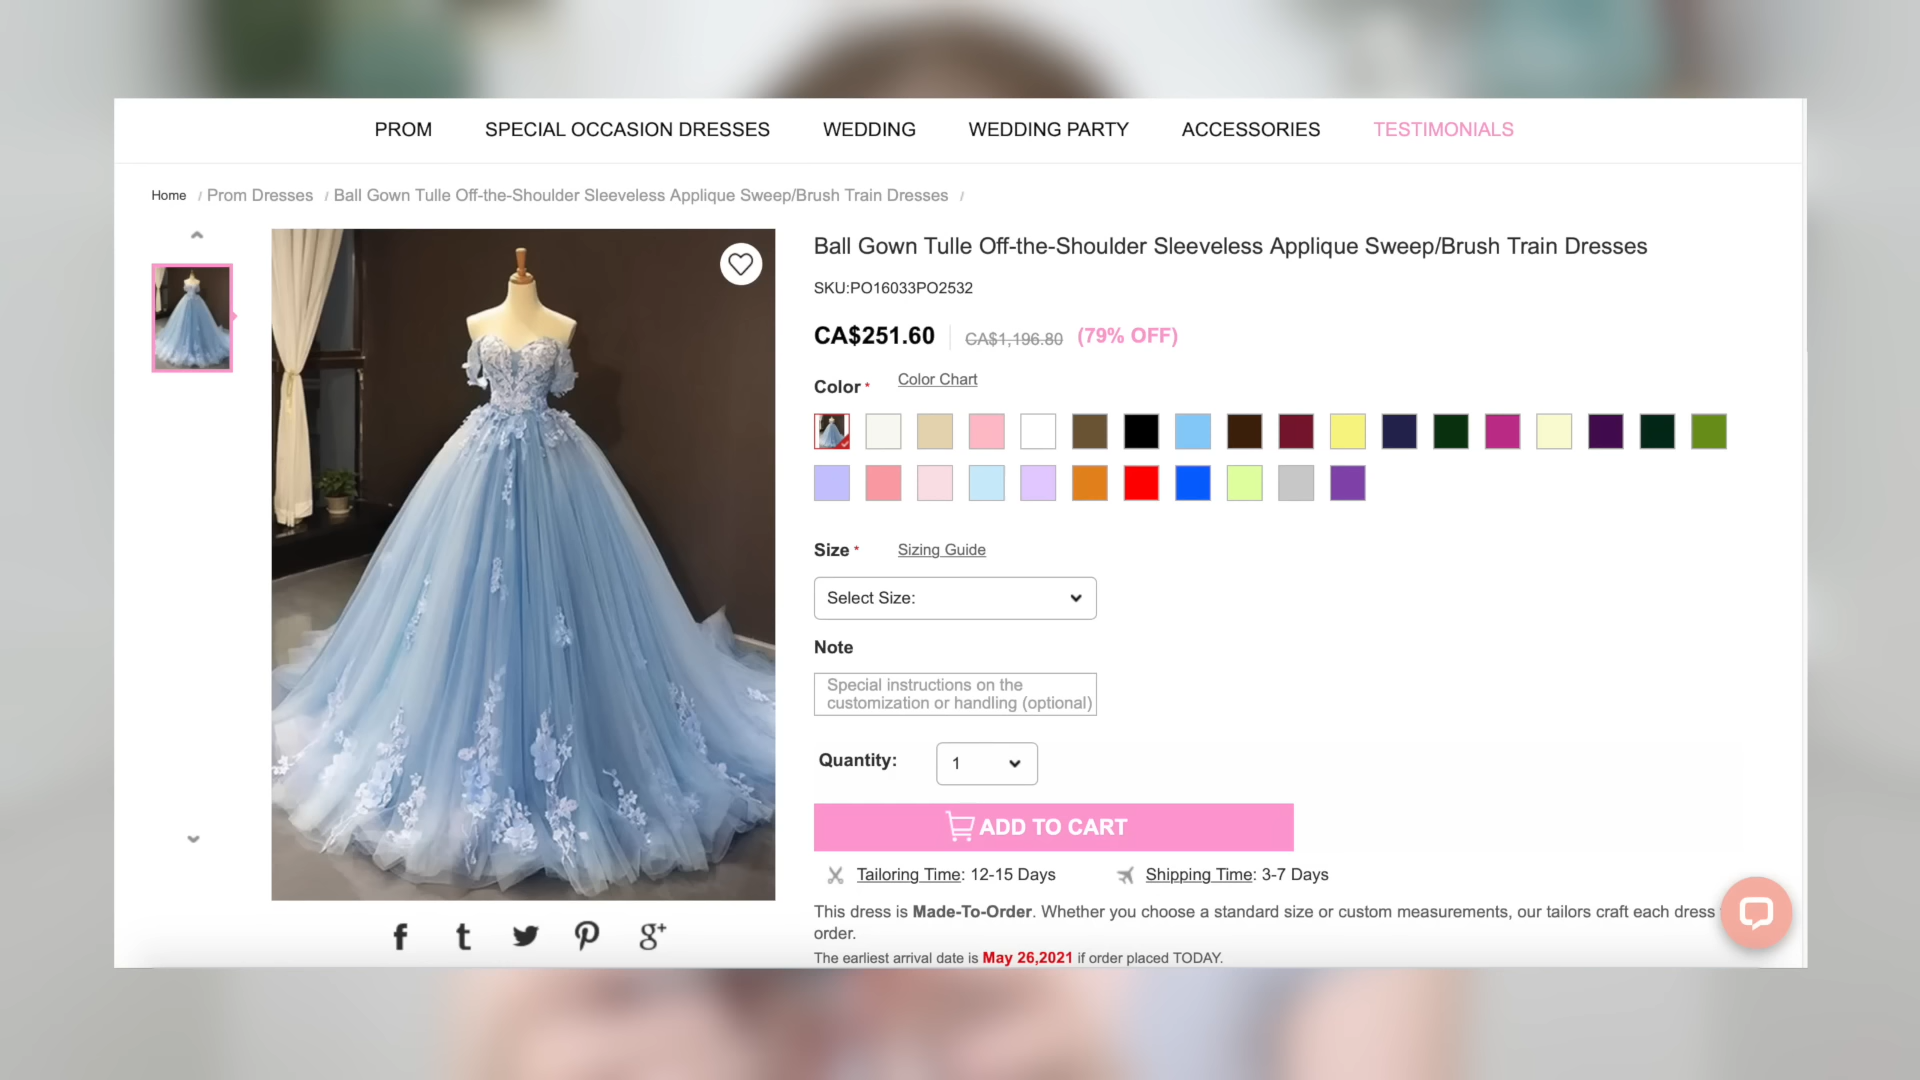 PROM SPECIAL OCCASION DRESSES WEDDING WEDDING PARTY ACCESSORIES TESTIMONIALS
Home / Prom Dresses / Ball Gown Tulle Off-the-Shoulder Sleeveless Applique Sweep/Brush Train Dresses /
Ball Gown Tulle Off-the-Shoulder Sleeveless Applique Sweep/Brush Train Dresses
SKU:PO16033PO2532
CA$251.60 CA$1,196.80 (79% OFF)
Color * Color Chart
Size * Sizing Guide
Select Size:
Note
Special instructions on the
customization or handling (optional)
Quantity: 1
ADD TO CART
Tailoring Time: 12-15 Days Shipping Time: 3-7 Days
This dress is Made-To-Order. Whether you choose a standard size or custom measurements, our tailors craft each dress
order.
The earliest arrival date is May 26,2021 if order placed TODAY.